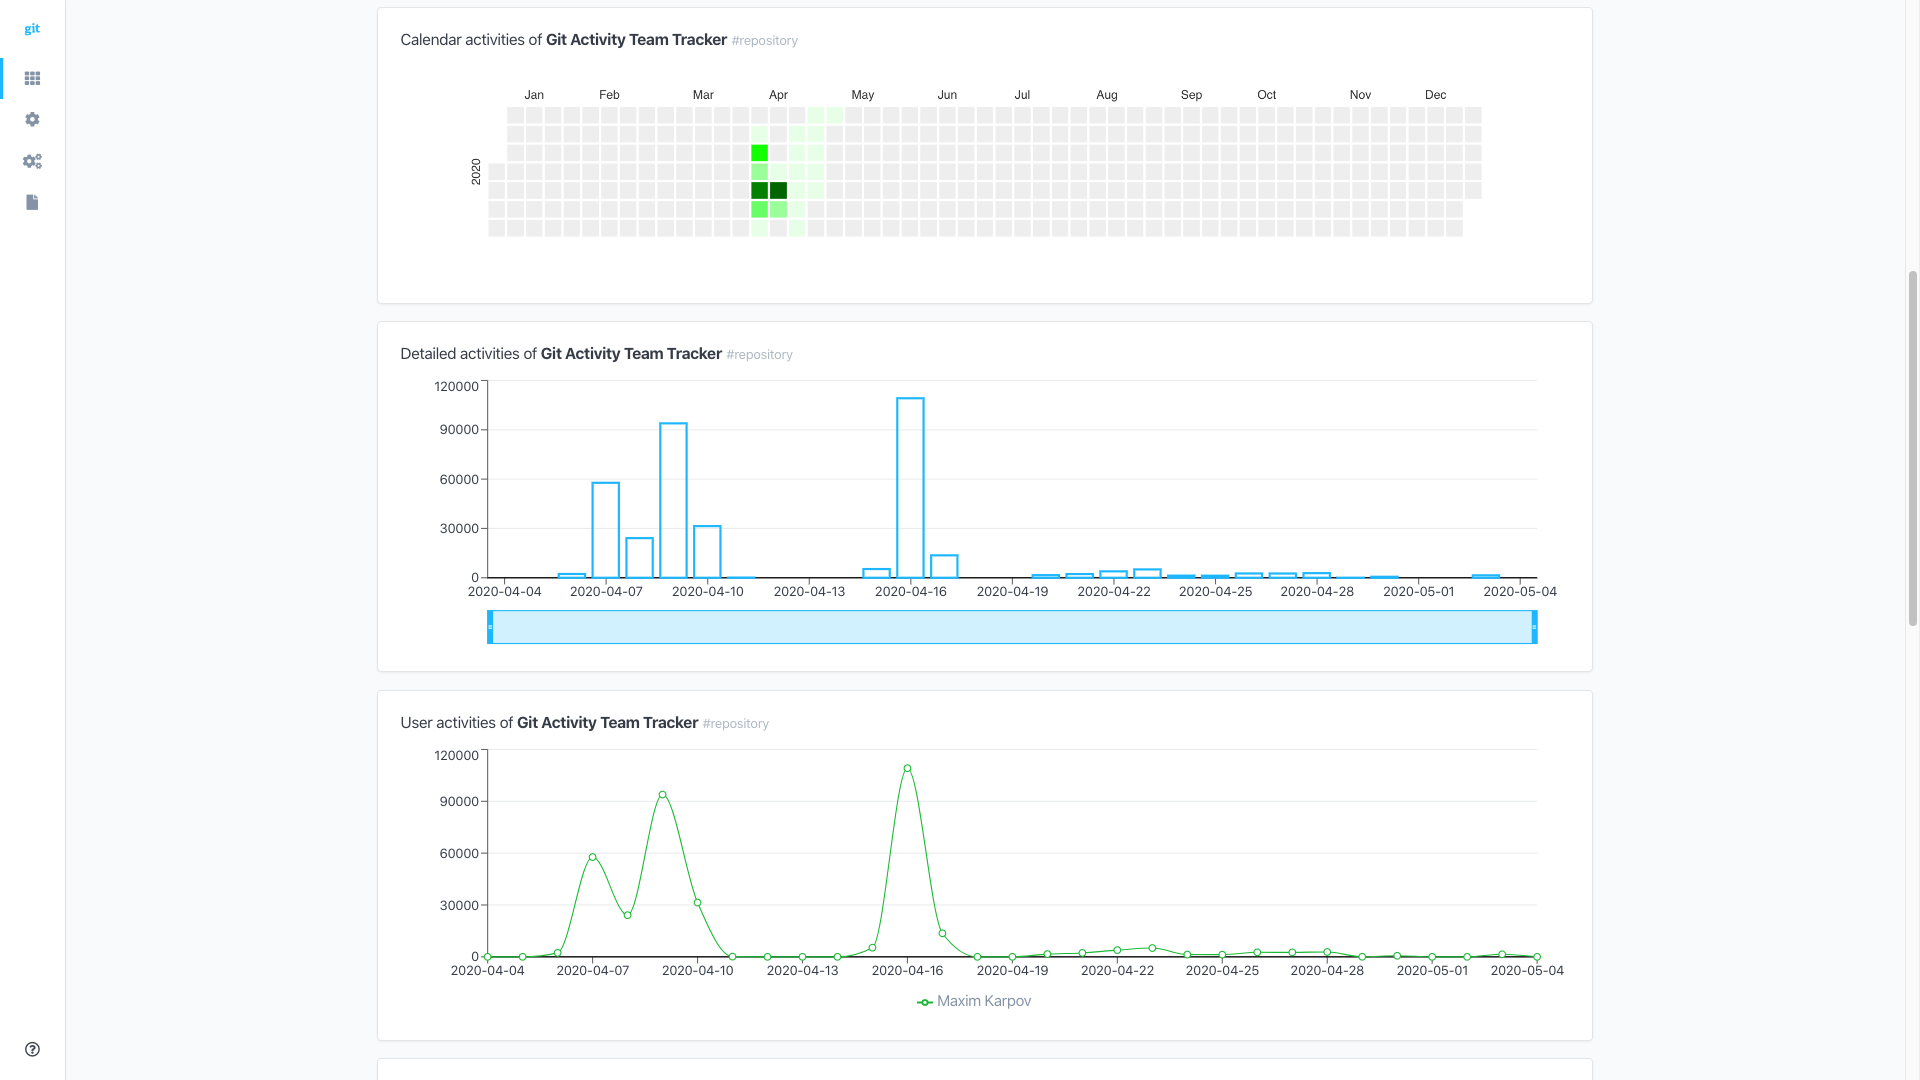 git
Calendar activities of Git Activity Team Tracker #repository
Jan Feb Mar Apr May Jun Jul Aug Sep Oct Nov Dec
2020
Detailed activities of Git Activity Team Tracker #repository
120000
90000
60000
30000
0
2020-04-04 2020-04-07 2020-04-10 2020-04-13 2020-04-16 2020-04-19 2020-04-22 2020-04-25 2020-04-28 2020-05-01 2020-05-04
User activities of Git Activity Team Tracker #repository
120000
90000
60000
30000
0
2020-04-04 2020-04-07 2020-04-10 2020-04-13 2020-04-16 2020-04-19 2020-04-22 2020-04-25 2020-04-28 2020-05-01 2020-05-04
Maxim Karpov